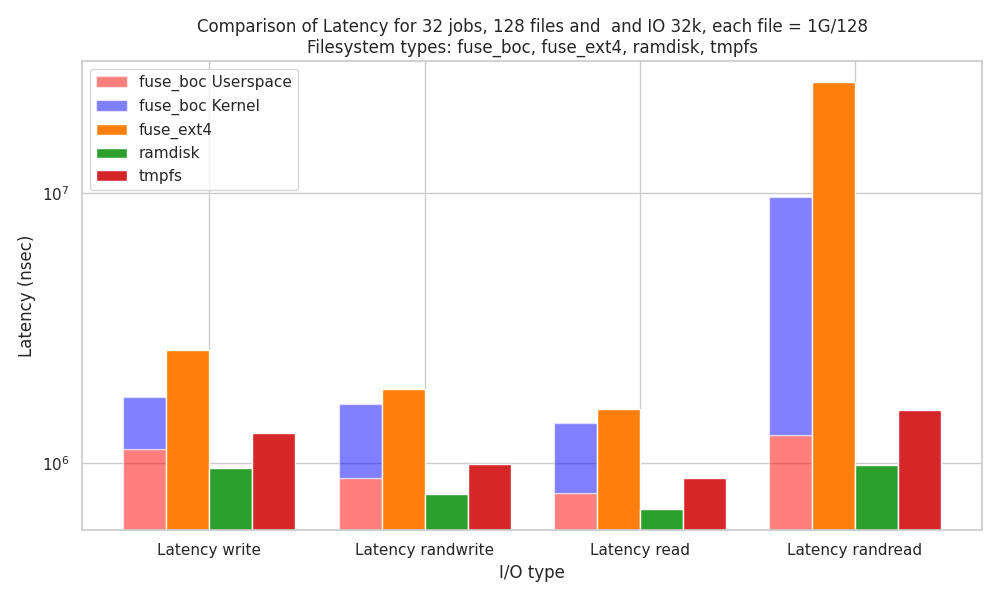 Comparison of Latency for 32 jobs, 128 files and  and IO 32k, each file = 1G/128
Filesystem types: fuse_boc, fuse_ext4, ramdisk, tmpfs
fuse_boc Userspace
fuse_boc Kernel
fuse_ext4
ramdisk
tmpfs
10⁷
10⁶
Latency (nsec)
Latency write
Latency randwrite
Latency read
Latency randread
I/O type